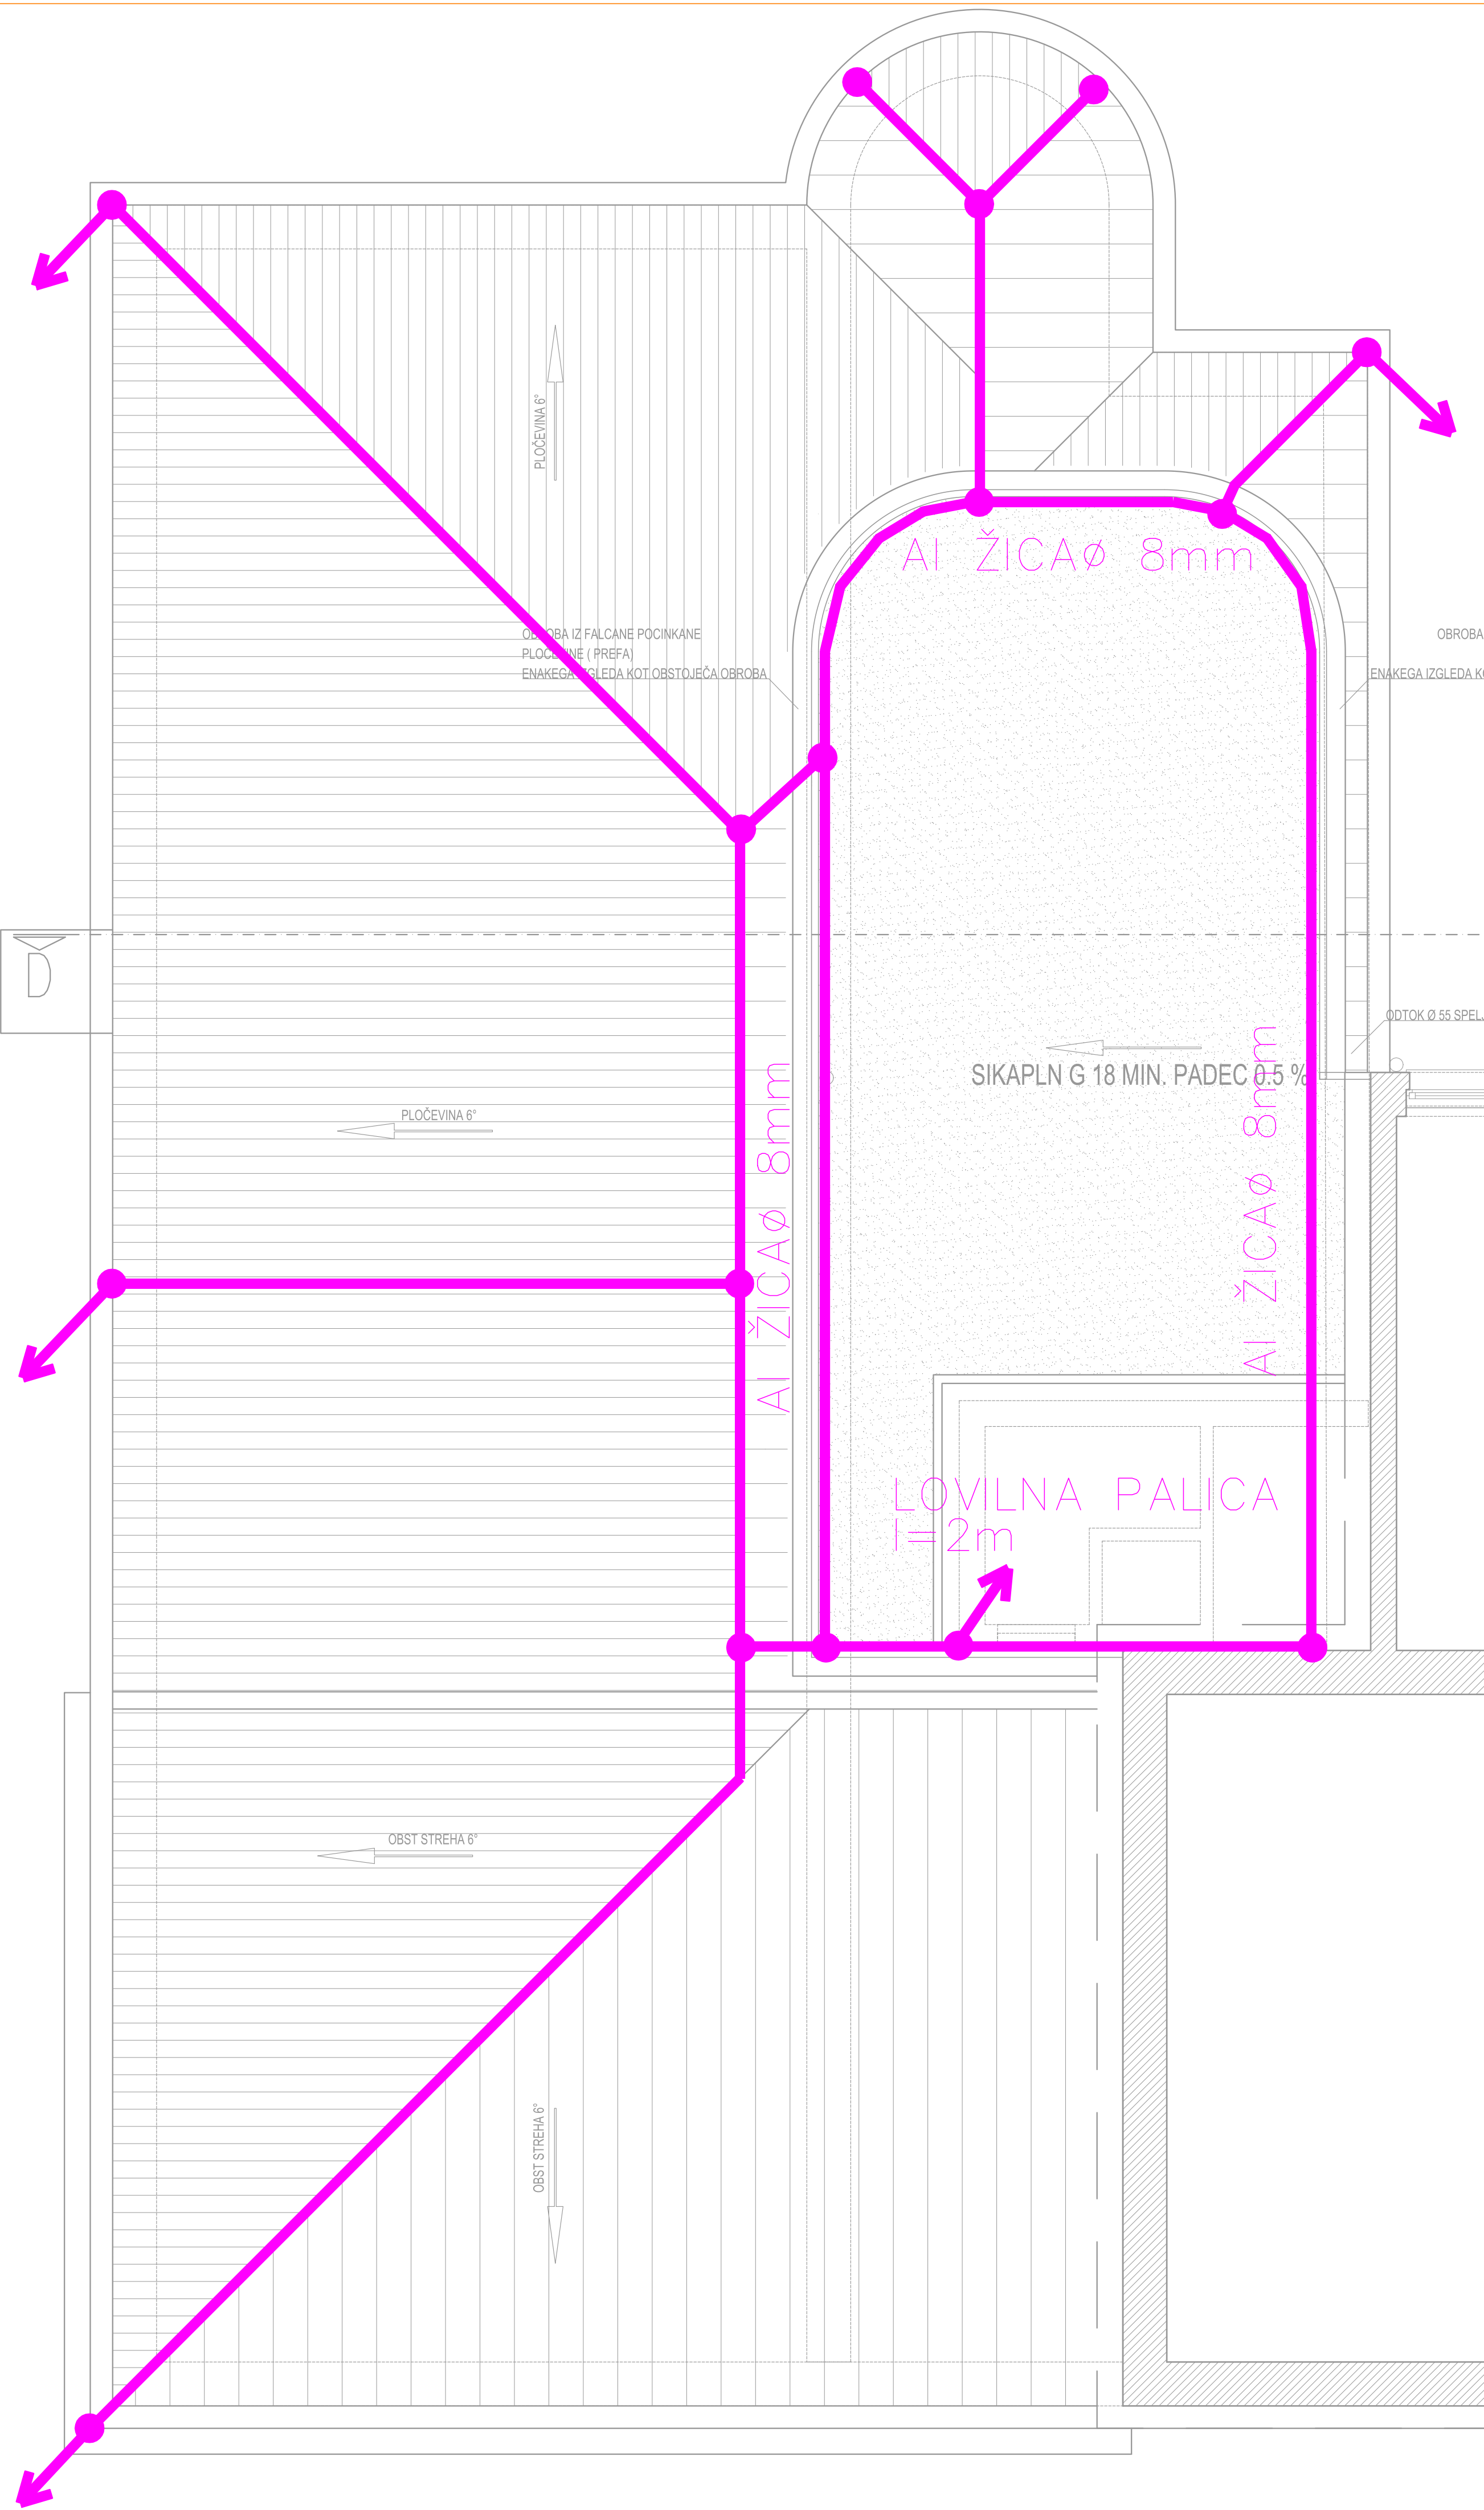 PLOČEVINA 6°
AI ŽICAø 8mm
OBROBA IZ FALCANE POCINKANE
PLOČEVINE ( PREFA)
ENAKEGA IZGLEDA KOT OBSTOJEČA OBROBA
OBROBA
ENAKEGA IZGLEDA KO
D
ODTOK Ø 55 SPELJ
SIKAPLN G 18 MIN. PADEC 0.5 %
PLOČEVINA 6°
AI ŽICAø 8mm
AI ŽICAø 8mm
LOVILNA PALICA
l=2m
OBST STREHA 6°
OBST STREHA 6°